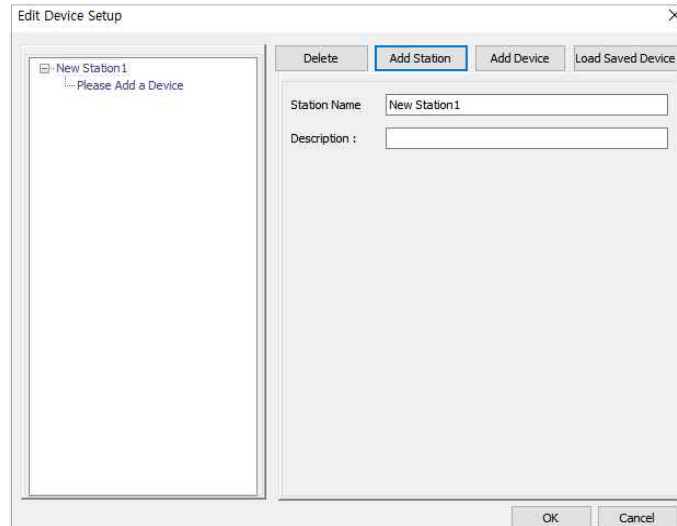 Edit Device Setup
New Station1
Please Add a Device
Delete
Add Station
Add Device
Load Saved Device
Station Name
New Station1
Description :
OK
Cancel